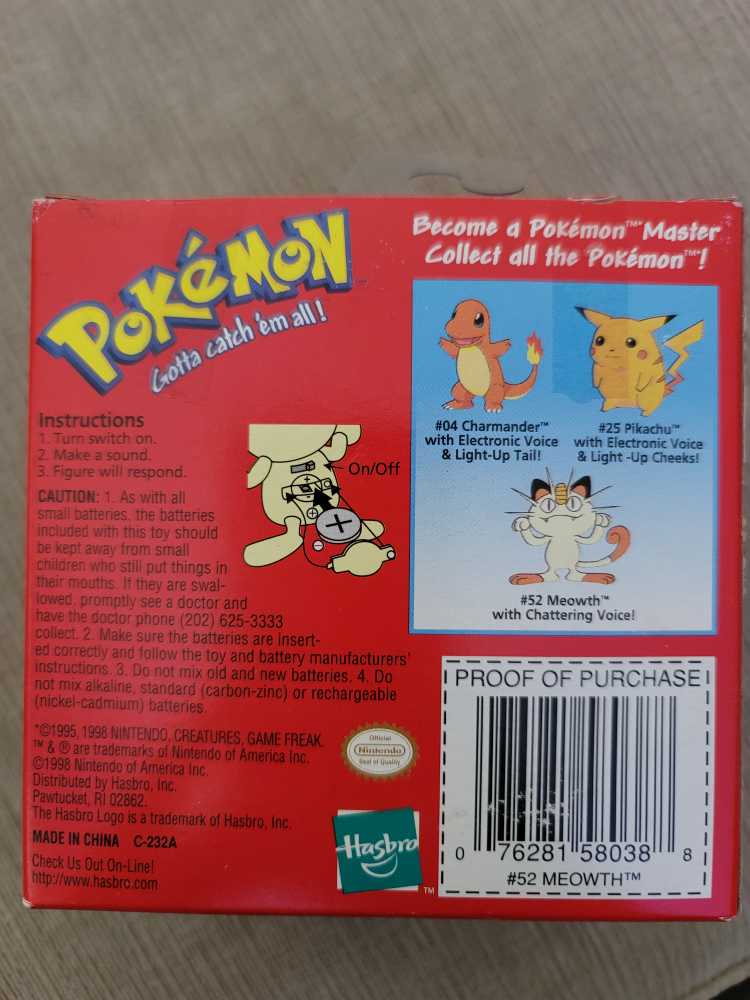 POKéMON
Gotta catch 'em all!
Become a Pokémon™* Master
Collect all the Pokémon™*!
#04 Charmander™
with Electronic Voice
& Light-Up Tail!
#25 Pikachu™
with Electronic Voice
& Light -Up Cheeks!
#52 Meowth™
with Chattering Voice!
Instructions
1. Turn switch on.
2. Make a sound.
3. Figure will respond.
On/Off
CAUTION: 1. As with all
small batteries, the batteries
included with this toy should
be kept away from small
children who still put things in
their mouths. If they are swal-
lowed, promptly see a doctor and
have the doctor phone (202) 625-3333
collect. 2. Make sure the batteries are insert-
ed correctly and follow the toy and battery manufacturers'
instructions. 3. Do not mix old and new batteries. 4. Do
not mix alkaline, standard (carbon-zinc) or rechargeable
(nickel-cadmium) batteries.
*©1995, 1998 NINTENDO, CREATURES, GAME FREAK.
™ & ® are trademarks of Nintendo of America Inc.
©1998 Nintendo of America Inc.
Distributed by Hasbro, Inc.
Pawtucket, RI 02862.
The Hasbro Logo is a trademark of Hasbro, Inc.
MADE IN CHINA C-232A
Check Us Out On-Line!
http://www.hasbro.com
Official
Nintendo
Seal of Quality
Hasbro
™
PROOF OF PURCHASE
0 76281 58038 8
#52 MEOWTH™